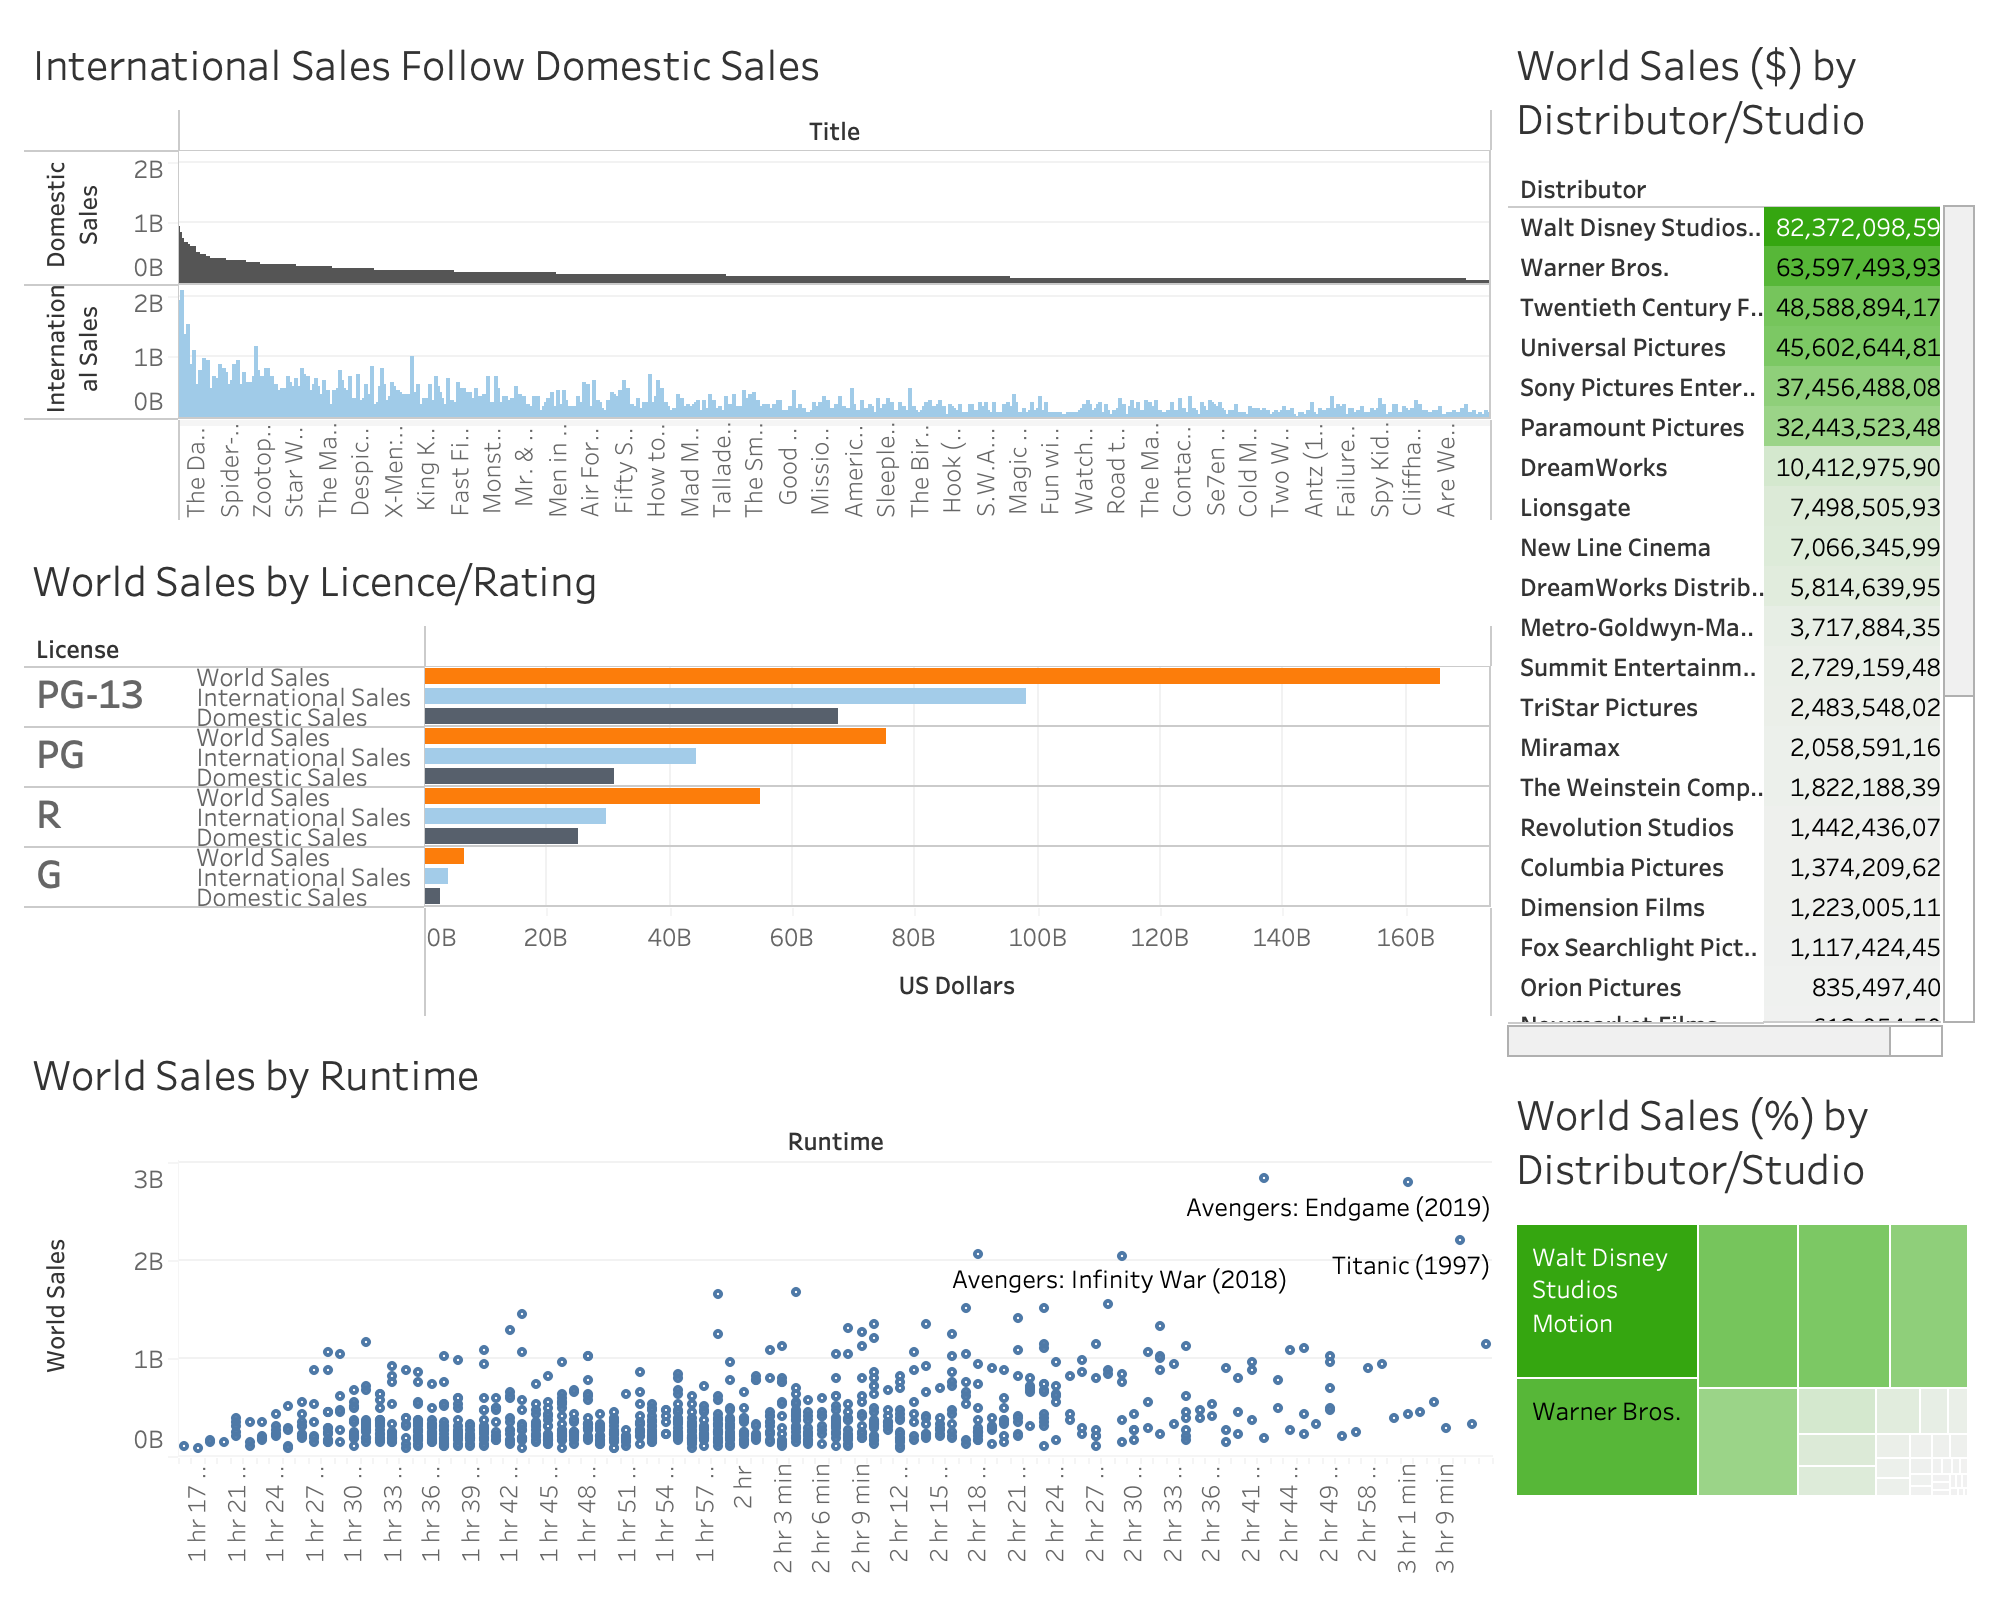 International Sales Follow Domestic Sales
Title
Domestic
Sales
2B
1B
0B
Internation
al Sales
2B
1B
0B
The Da..
Spider-..
Zootop..
Star W..
The Ma..
Despic..
X-Men:..
King K..
Fast Fi..
Monst..
Mr. & ..
Men in ..
Air For..
Fifty S..
How to..
Mad M..
Tallade..
The Sm..
Good ..
Missio..
Americ..
Sleeple..
The Bir..
Hook (..
S.W.A...
Magic ..
Fun wi..
Watch..
Road t..
The Ma..
Contac..
Se7en ..
Cold M..
Two W..
Antz (1..
Failure..
Spy Kid..
Cliffha..
Are We..
World Sales by Licence/Rating
License
PG-13
World Sales
International Sales
Domestic Sales
PG
World Sales
International Sales
Domestic Sales
R
World Sales
International Sales
Domestic Sales
G
World Sales
International Sales
Domestic Sales
0B 20B 40B 60B 80B 100B 120B 140B 160B
US Dollars
World Sales by Runtime
Runtime
World Sales
3B
2B
1B
0B
Avengers: Endgame (2019)
Titanic (1997)
Avengers: Infinity War (2018)
1 hr 17 ..
1 hr 21 ..
1 hr 24 ..
1 hr 27 ..
1 hr 30 ..
1 hr 33 ..
1 hr 36 ..
1 hr 39 ..
1 hr 42 ..
1 hr 45 ..
1 hr 48 ..
1 hr 51 ..
1 hr 54 ..
1 hr 57 ..
2 hr
2 hr 3 min
2 hr 6 min
2 hr 9 min
2 hr 12 ..
2 hr 15 ..
2 hr 18 ..
2 hr 21 ..
2 hr 24 ..
2 hr 27 ..
2 hr 30 ..
2 hr 33 ..
2 hr 36 ..
2 hr 41 ..
2 hr 44 ..
2 hr 49 ..
2 hr 58 ..
3 hr 1 min
3 hr 9 min
World Sales ($) by
Distributor/Studio
Distributor
Walt Disney Studios.. 82,372,098,59
Warner Bros. 63,597,493,93
Twentieth Century F.. 48,588,894,17
Universal Pictures 45,602,644,81
Sony Pictures Enter.. 37,456,488,08
Paramount Pictures 32,443,523,48
DreamWorks 10,412,975,90
Lionsgate 7,498,505,93
New Line Cinema 7,066,345,99
DreamWorks Distrib.. 5,814,639,95
Metro-Goldwyn-Ma.. 3,717,884,35
Summit Entertainm.. 2,729,159,48
TriStar Pictures 2,483,548,02
Miramax 2,058,591,16
The Weinstein Comp.. 1,822,188,39
Revolution Studios 1,442,436,07
Columbia Pictures 1,374,209,62
Dimension Films 1,223,005,11
Fox Searchlight Pict.. 1,117,424,45
Orion Pictures 835,497,40
Newmarket Films
World Sales (%) by
Distributor/Studio
Walt Disney
Studios
Motion
Warner Bros.